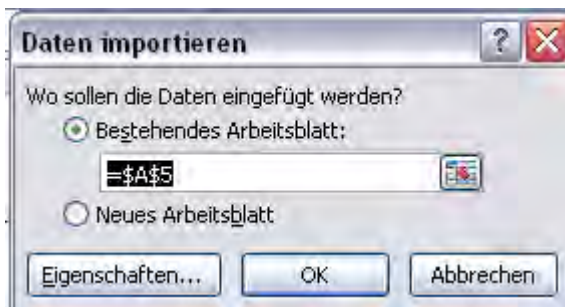 Daten importieren
Wo sollen die Daten eingefügt werden?
Bestehendes Arbeitsblatt:
=$A$5
Neues Arbeitsblatt
Eigenschaften... OK Abbrechen